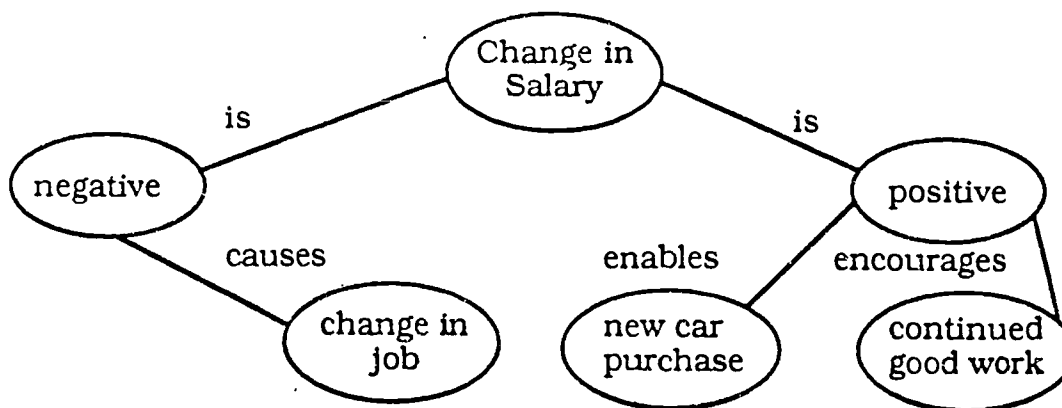 Change in
Salary
is
is
negative
positive
causes
enables
encourages
change in
job
new car
purchase
continued
good work